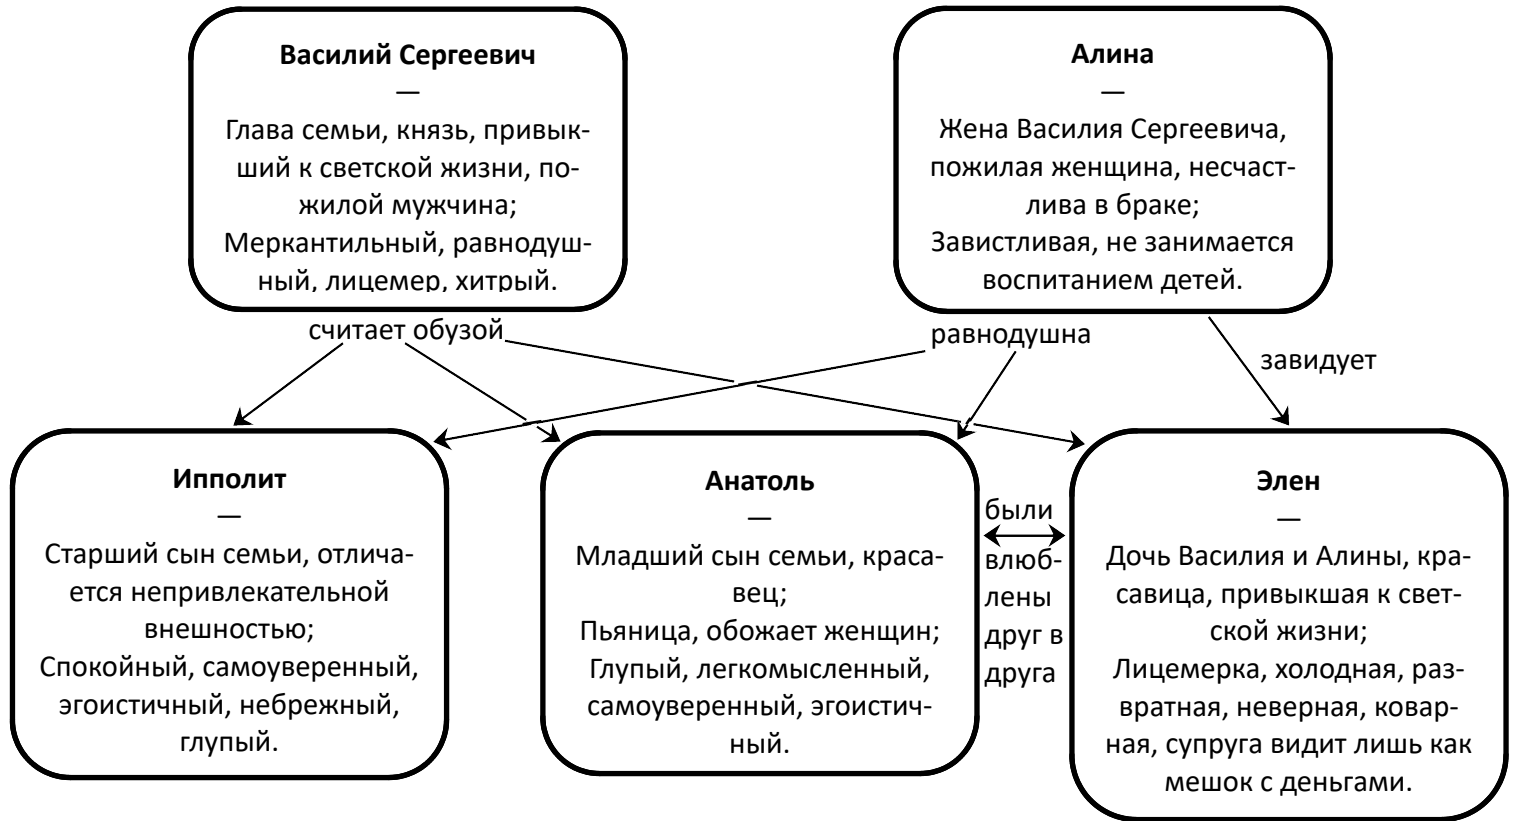 Василий Сергеевич
—
Глава семьи, князь, привык-
ший к светской жизни, по-
жилой мужчина;
Меркантильный, равнодуш-
ный, лицемер, хитрый.
Алина
—
Жена Василия Сергеевича,
пожилая женщина, несчаст-
лива в браке;
Завистливая, не занимается
воспитанием детей.
считает обузой
равнодушна
завидует
Ипполит
—
Старший сын семьи, отлича-
ется непривлекательной
внешностью;
Спокойный, самоуверенный,
эгоистичный, небрежный,
глупый.
Анатоль
—
Младший сын семьи, краса-
вец;
Пьяница, обожает женщин;
Глупый, легкомысленный,
самоуверенный, эгоистич-
ный.
были
влюб-
лены
друг в
друга
Элен
—
Дочь Василия и Алины, кра-
савица, привыкшая к свет-
ской жизни;
Лицемерка, холодная, раз-
вратная, неверная, ковар-
ная, супруга видит лишь как
мешок с деньгами.